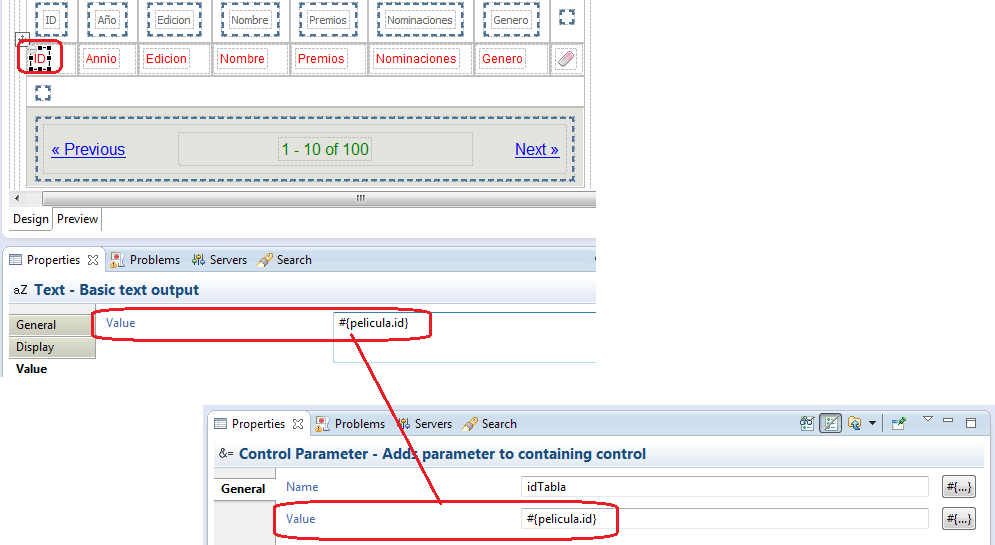 ID Año Edicion Nombre Premios Nominaciones Genero
ID Annio Edicion Nombre Premios Nominaciones Genero
« Previous 1 - 10 of 100 Next »
Design Preview
Properties Problems Servers Search
aZ Text - Basic text output
General Value #{pelicula.id}
Display
Value
Properties Problems Servers Search
&= Control Parameter - Adds parameter to containing control
General Name idTabla #{...}
Value #{pelicula.id} #{...}